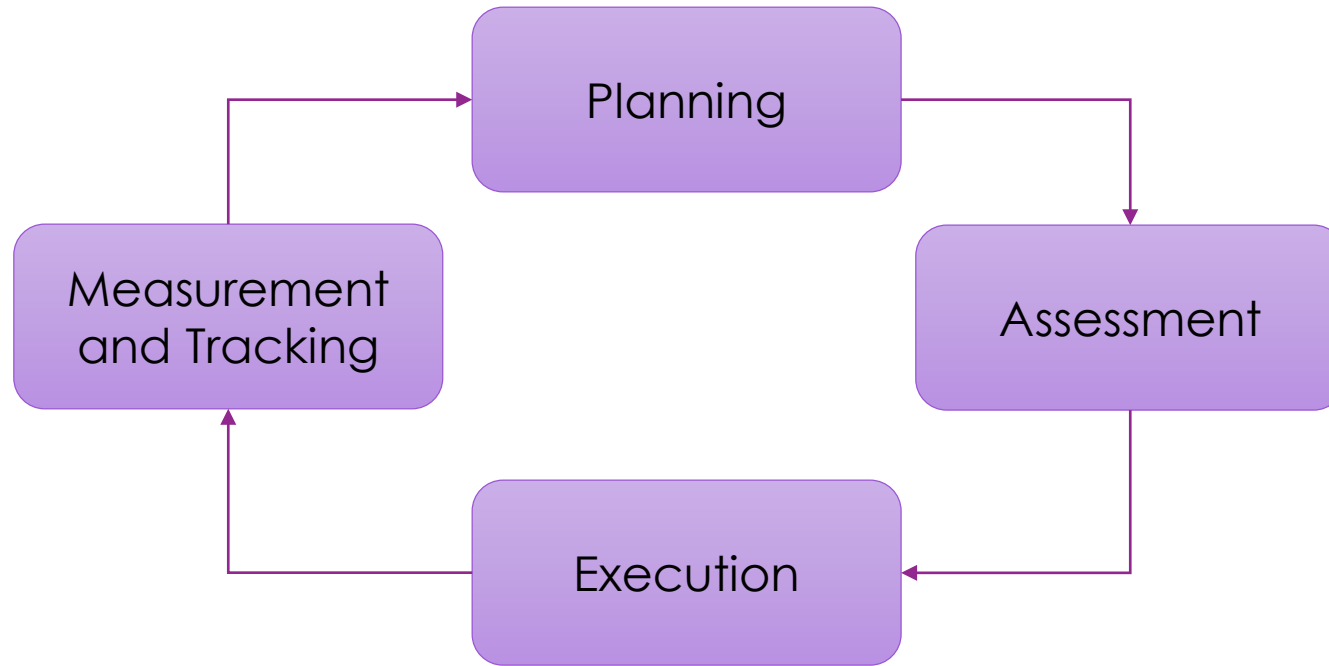 Planning
Measurement
and Tracking
Assessment
Execution